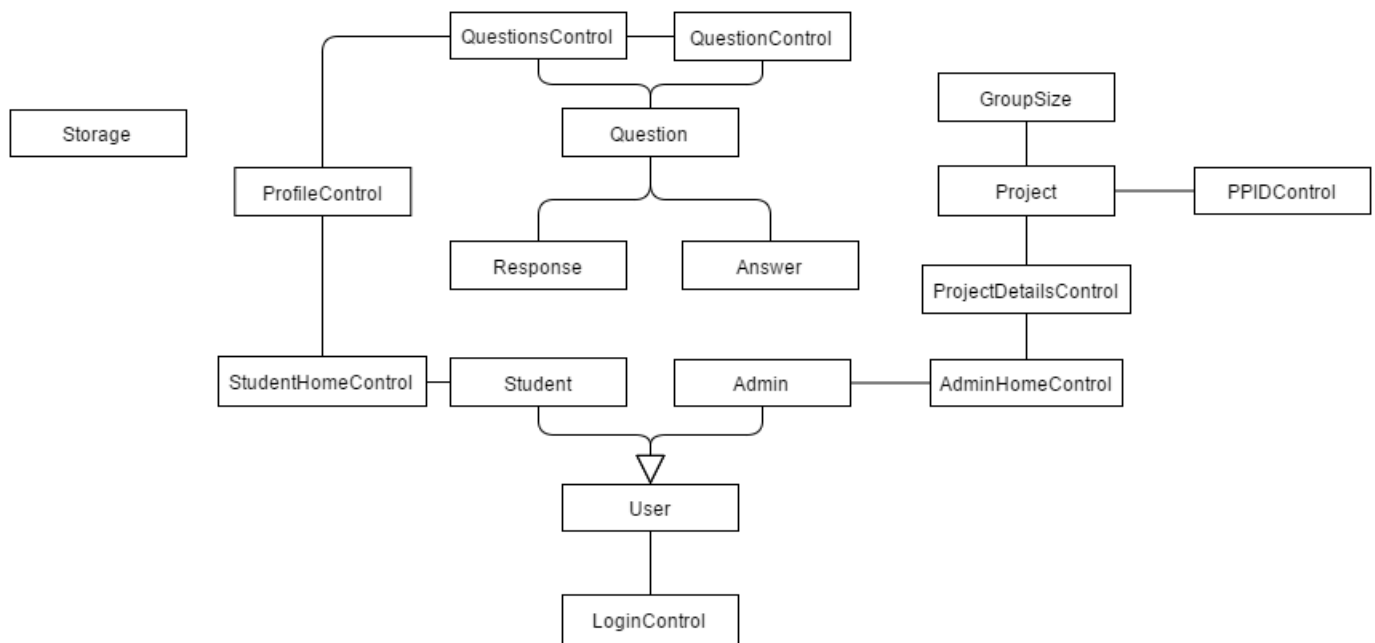 QuestionsControl
QuestionControl
GroupSize
Storage
Question
ProfileControl
Project
PPIDControl
Response
Answer
ProjectDetailsControl
StudentHomeControl
Student
Admin
AdminHomeControl
User
LoginControl